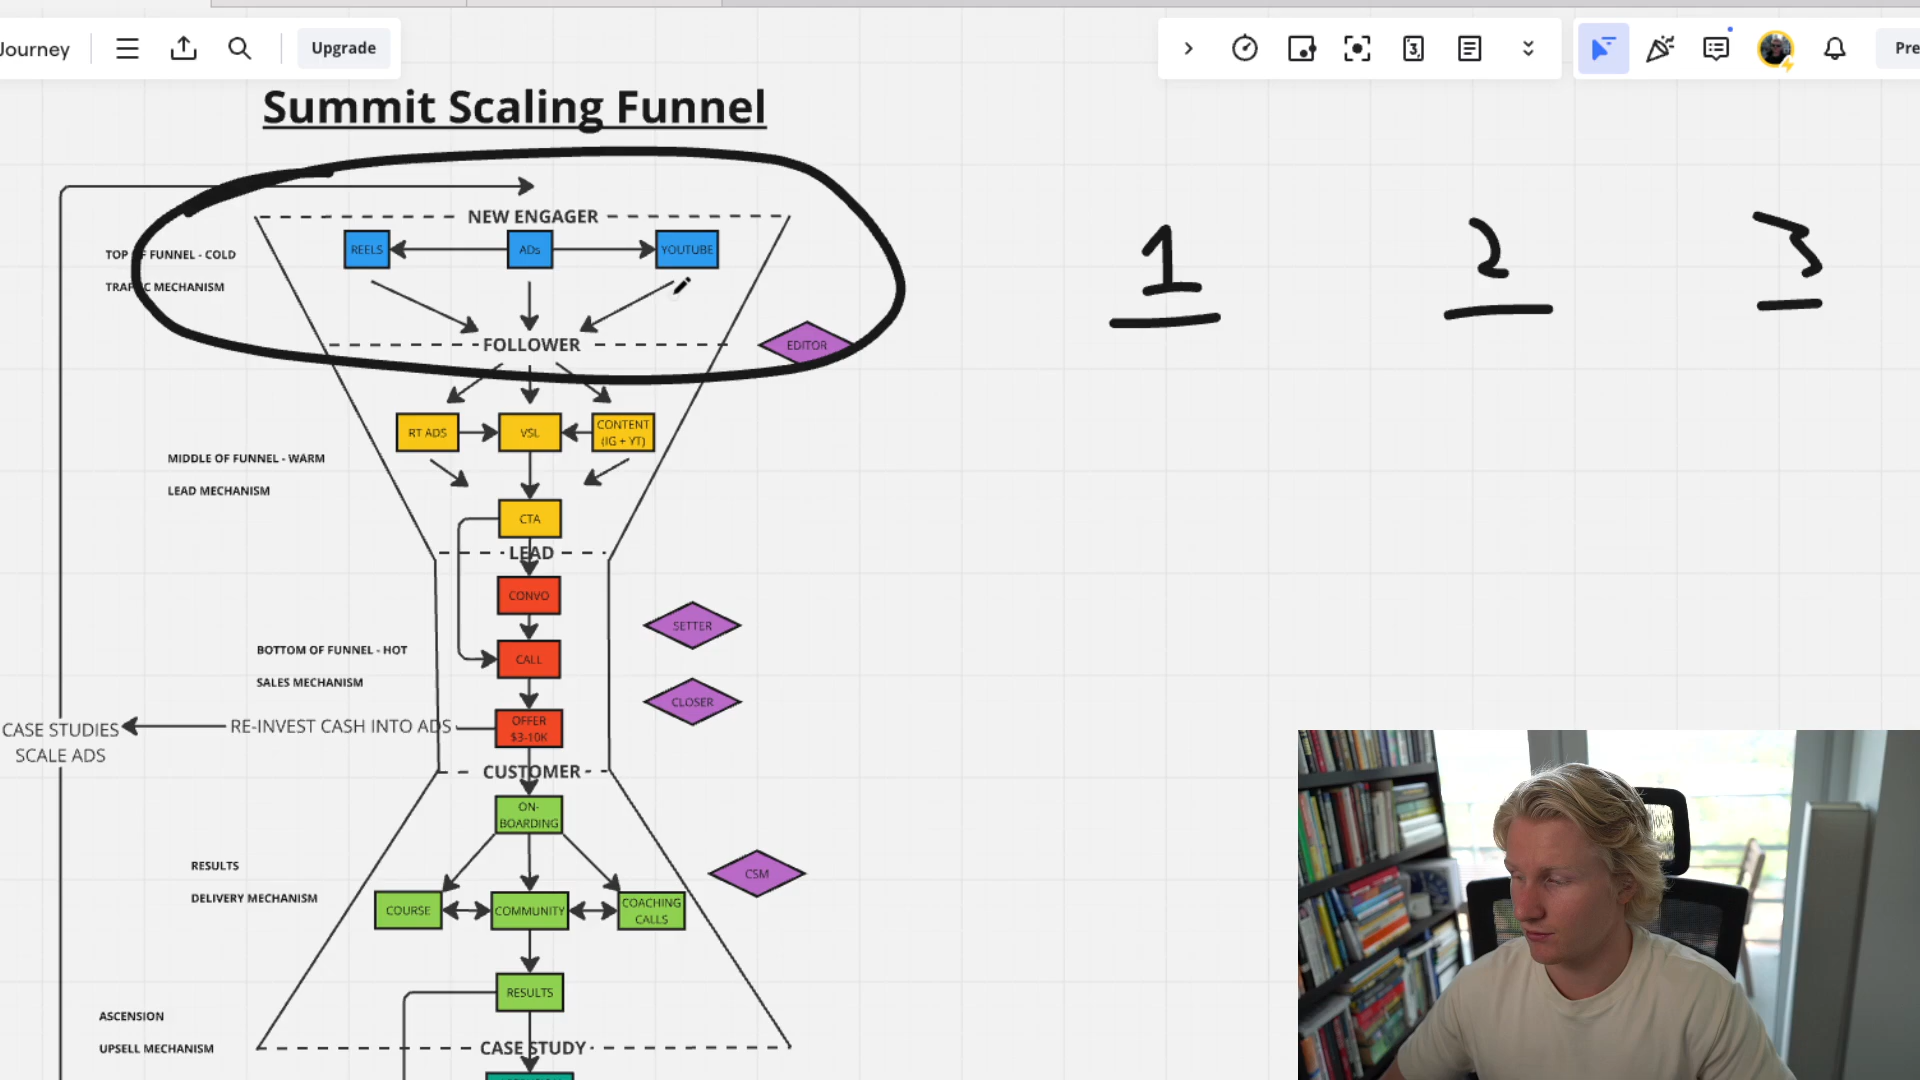 Journey
Upgrade
3
Pre
Summit Scaling Funnel
NEW ENGAGER
REELS
ADs
YOUTUBE
TOP OF FUNNEL - COLD
TRAFFIC MECHANISM
1
2
3
FOLLOWER
EDITOR
RT ADS
VSL
CONTENT
(IG + YT)
MIDDLE OF FUNNEL - WARM
LEAD MECHANISM
CTA
LEAD
CONVO
SETTER
BOTTOM OF FUNNEL - HOT
SALES MECHANISM
CALL
CLOSER
OFFER
$3-10K
RE-INVEST CASH INTO ADS
CASE STUDIES
SCALE ADS
CUSTOMER
ON-
BOARDING
RESULTS
DELIVERY MECHANISM
CSM
COURSE
COMMUNITY
COACHING
CALLS
RESULTS
ASCENSION
UPSELL MECHANISM
CASE STUDY